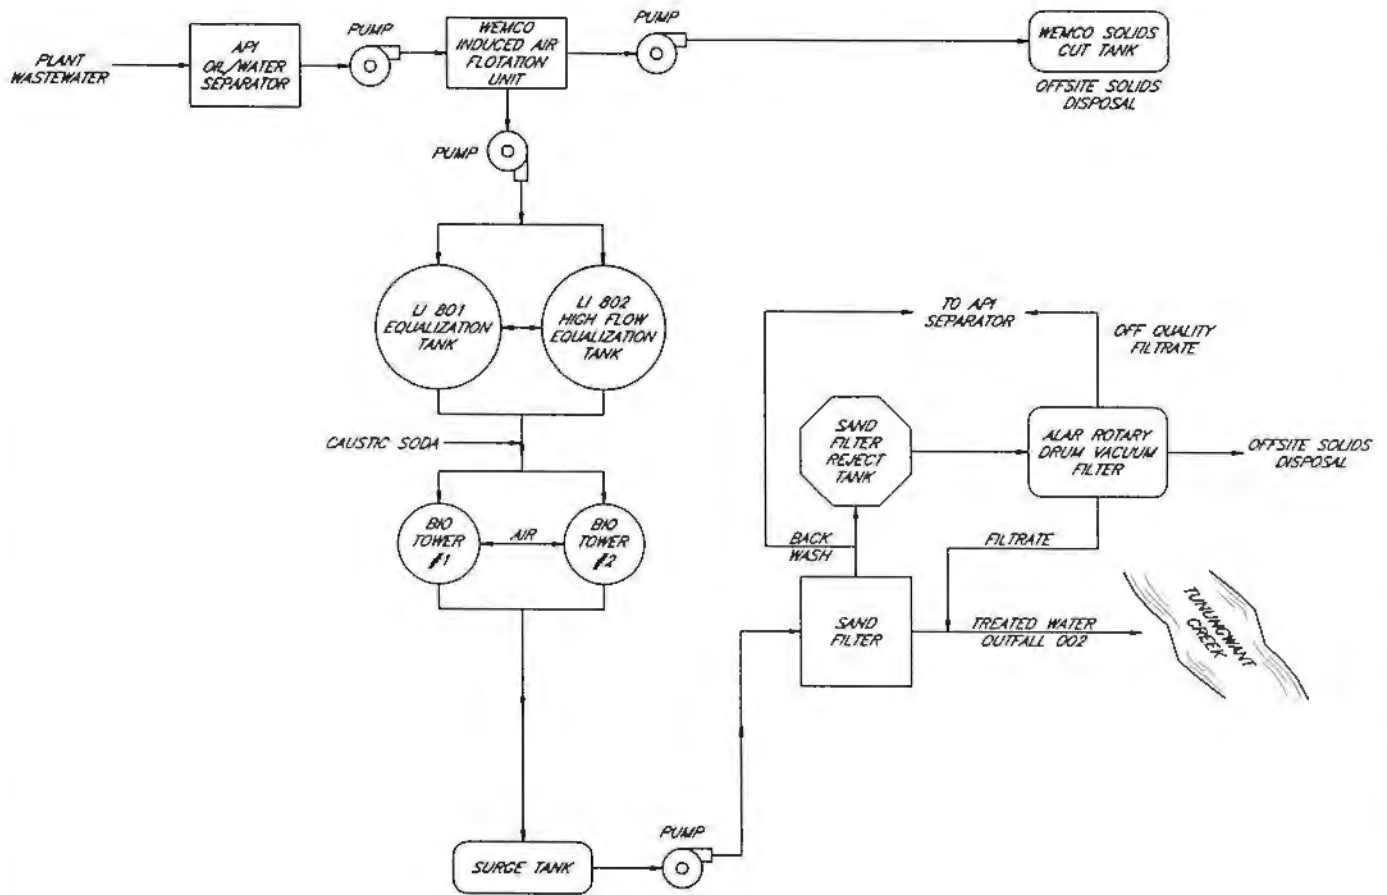 PLANT
WASTEWATER
API
OIL/WATER
SEPARATOR
PUMP
WEMCO
INDUCED AIR
FLOTATION
UNIT
PUMP
WEMCO SOLIDS
CUT TANK
OFFSITE SOLIDS
DISPOSAL
PUMP
LI 801
EQUALIZATION
TANK
LI 802
HIGH FLOW
EQUALIZATION
TANK
TO API
SEPARATOR
OFF QUALITY
FILTRATE
CAUSTIC SODA
SAND
FILTER
REJECT
TANK
ALAR ROTARY
DRUM VACUUM
FILTER
OFFSITE SOLIDS
DISPOSAL
BIO
TOWER
#1
AIR
BIO
TOWER
#2
BACK
WASH
FILTRATE
SAND
FILTER
TREATED WATER
OUTFALL 002
TUNUNGWANT
CREEK
SURGE TANK
PUMP